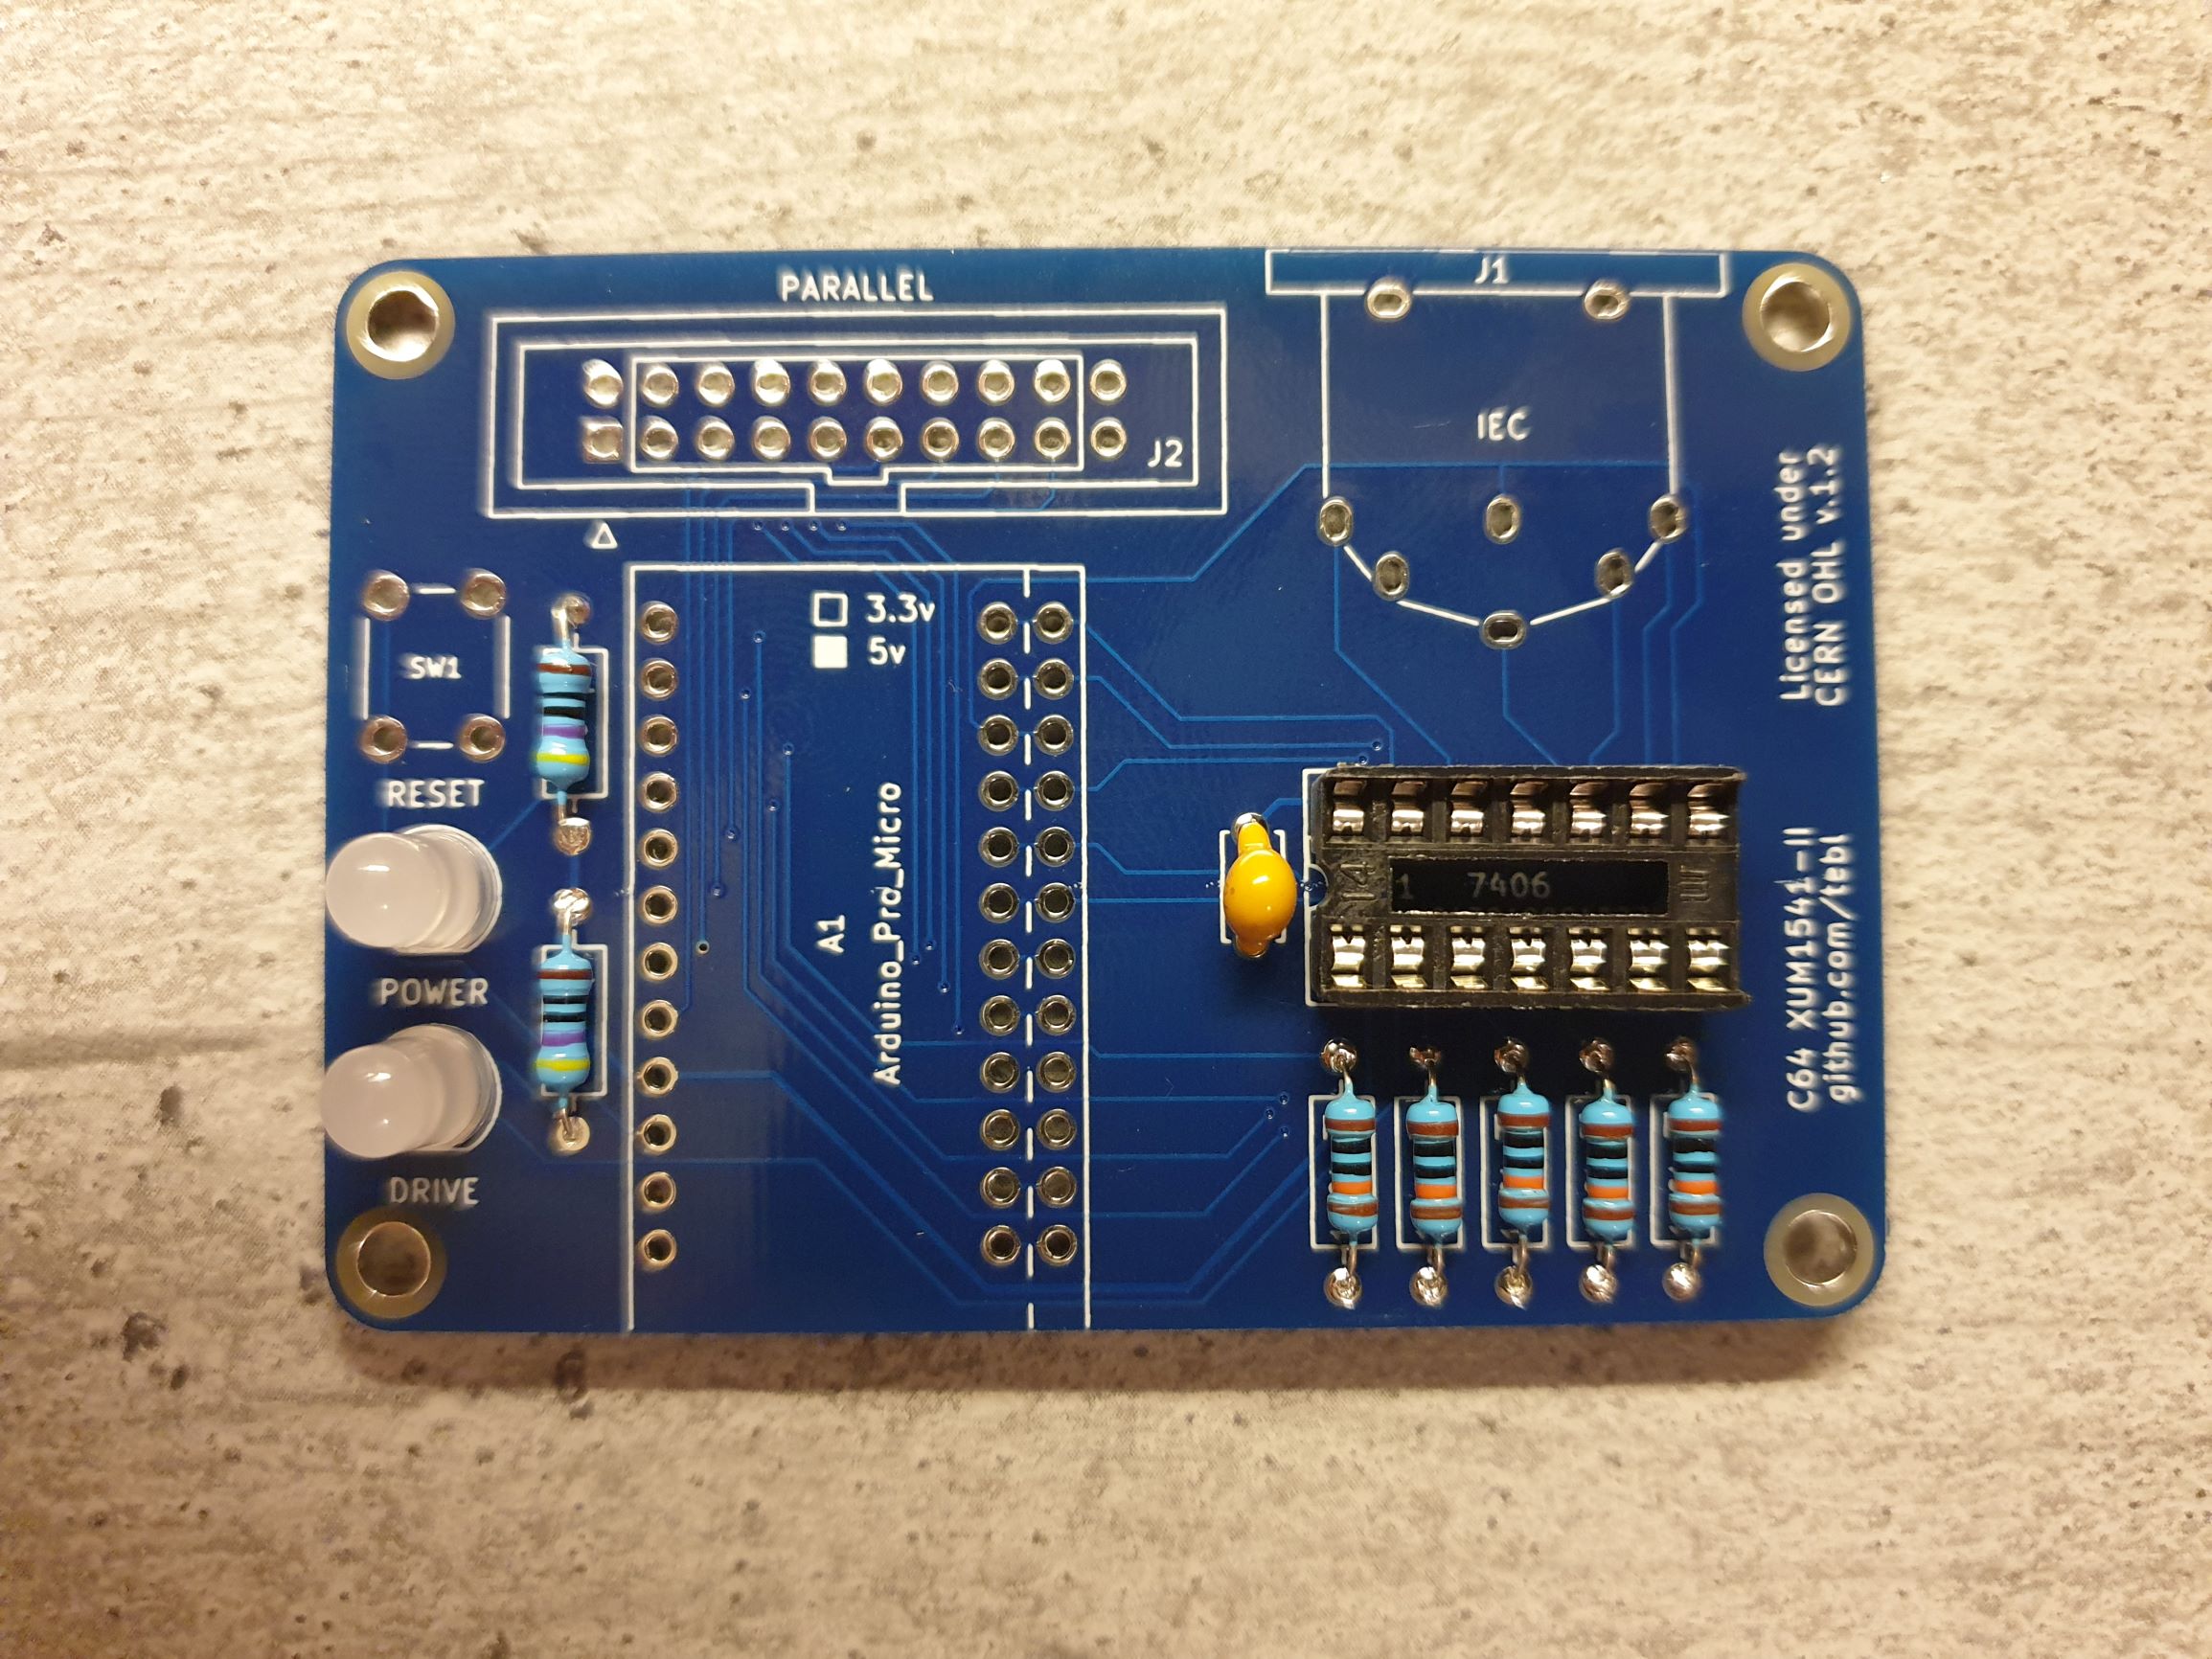 PARALLEL
J1
IEC
J2
3.3v
5v
SW1
RESET
POWER
DRIVE
A1
Arduino_Pro_Micro
14
1 7406
Licensed under
CERN OHL v.1.2
C64 XUM1541-II
github.com/tebl